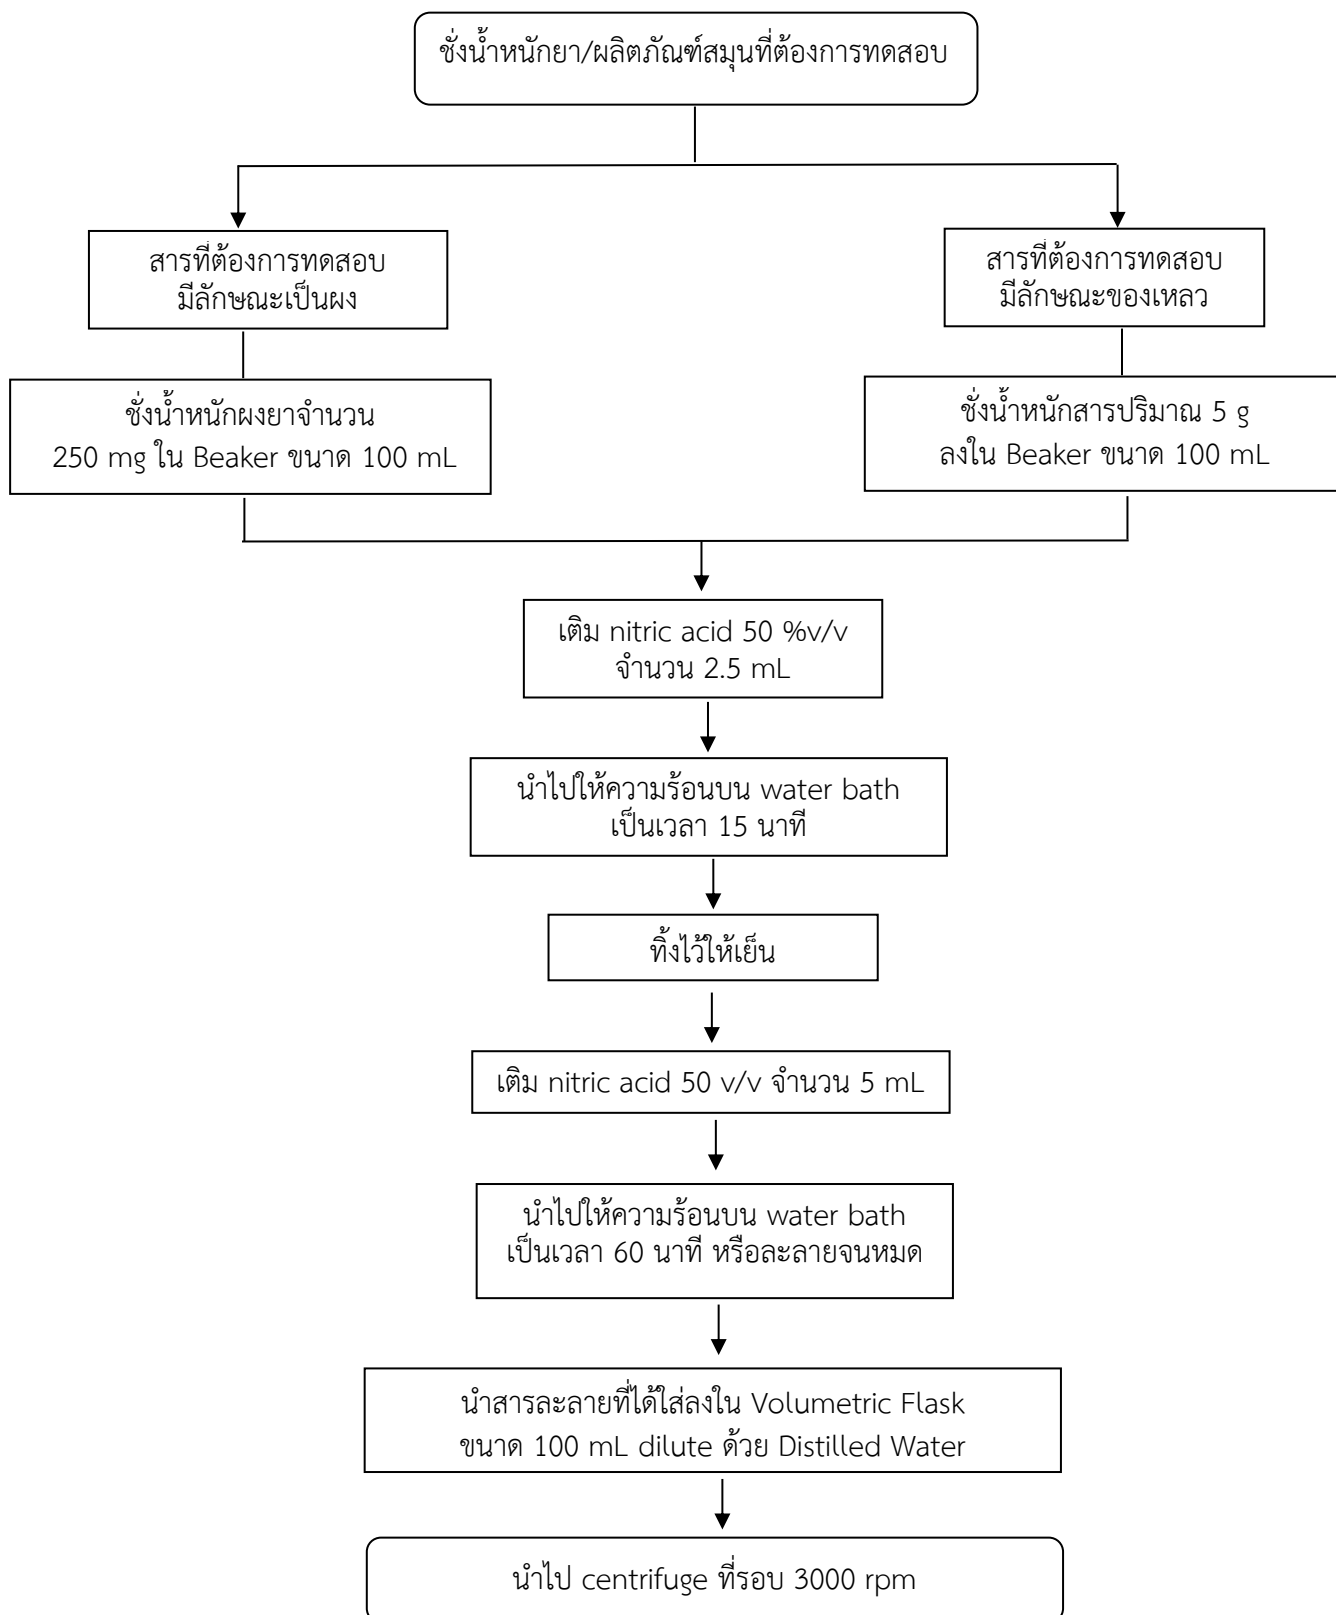 ชั่งน้ำหนักยา/ผลิตภัณฑ์สมุนที่ต้องการทดสอบ
สารที่ต้องการทดสอบ
มีลักษณะเป็นผง
สารที่ต้องการทดสอบ
มีลักษณะของเหลว
ชั่งน้ำหนักผงยาจำนวน
250 mg ใน Beaker ขนาด 100 mL
ชั่งน้ำหนักสารปริมาณ 5 g
ลงใน Beaker ขนาด 100 mL
เติม nitric acid 50 %v/v
จำนวน 2.5 mL
นำไปให้ความร้อนบน water bath
เป็นเวลา 15 นาที
ทิ้งไว้ให้เย็น
เติม nitric acid 50 v/v จำนวน 5 mL
นำไปให้ความร้อนบน water bath
เป็นเวลา 60 นาที หรือละลายจนหมด
นำสารละลายที่ได้ใส่ลงใน Volumetric Flask
ขนาด 100 mL dilute ด้วย Distilled Water
นำไป centrifuge ที่รอบ 3000 rpm